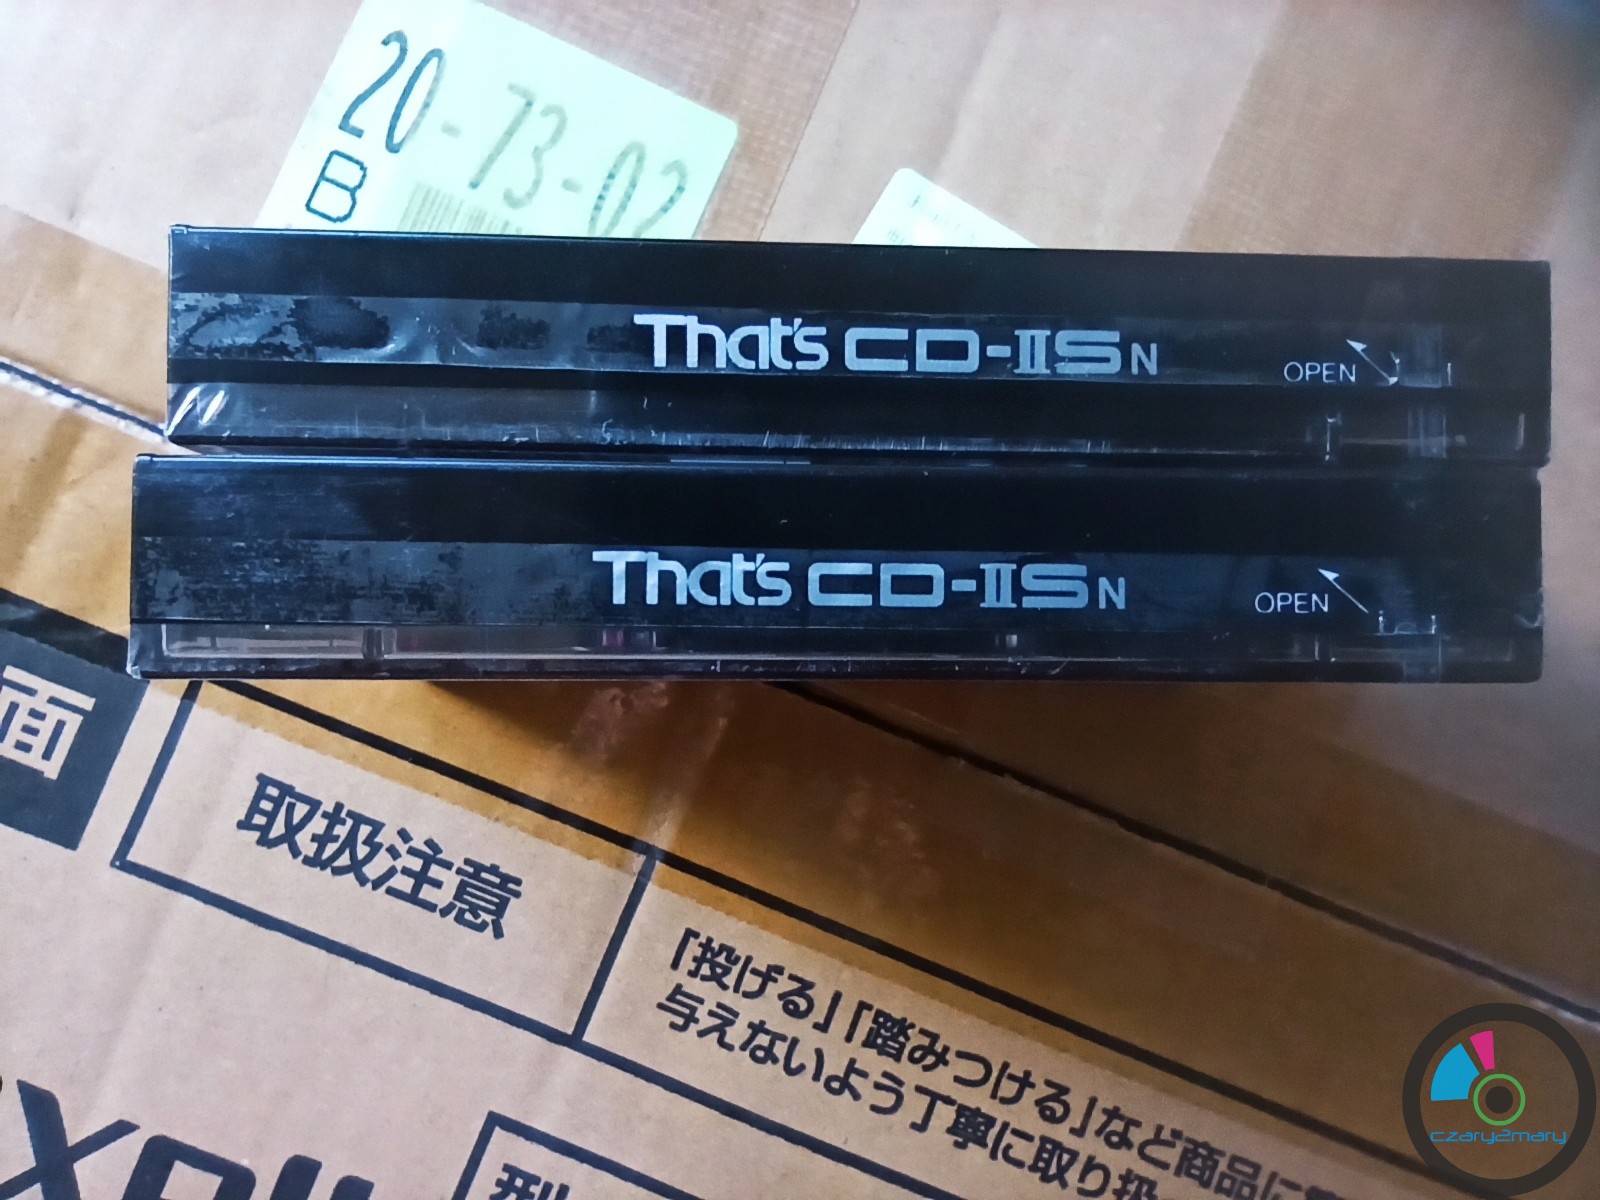 20-73-02
B
That's CD-IIS N
OPEN
That's CD-IIS N
OPEN
面
取扱注意
「投げる」「踏みつける」など商品に
与えないよう丁寧に取り扱
型
czary2mary